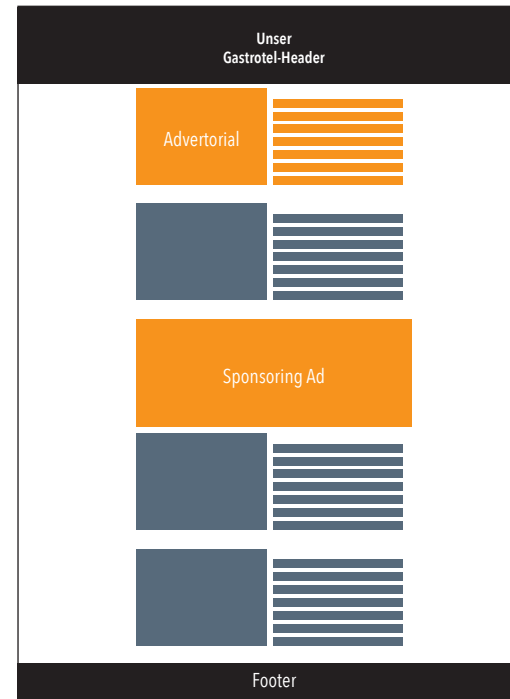 Unser
Gastrotel-Header
Advertorial
Sponsoring Ad
Footer